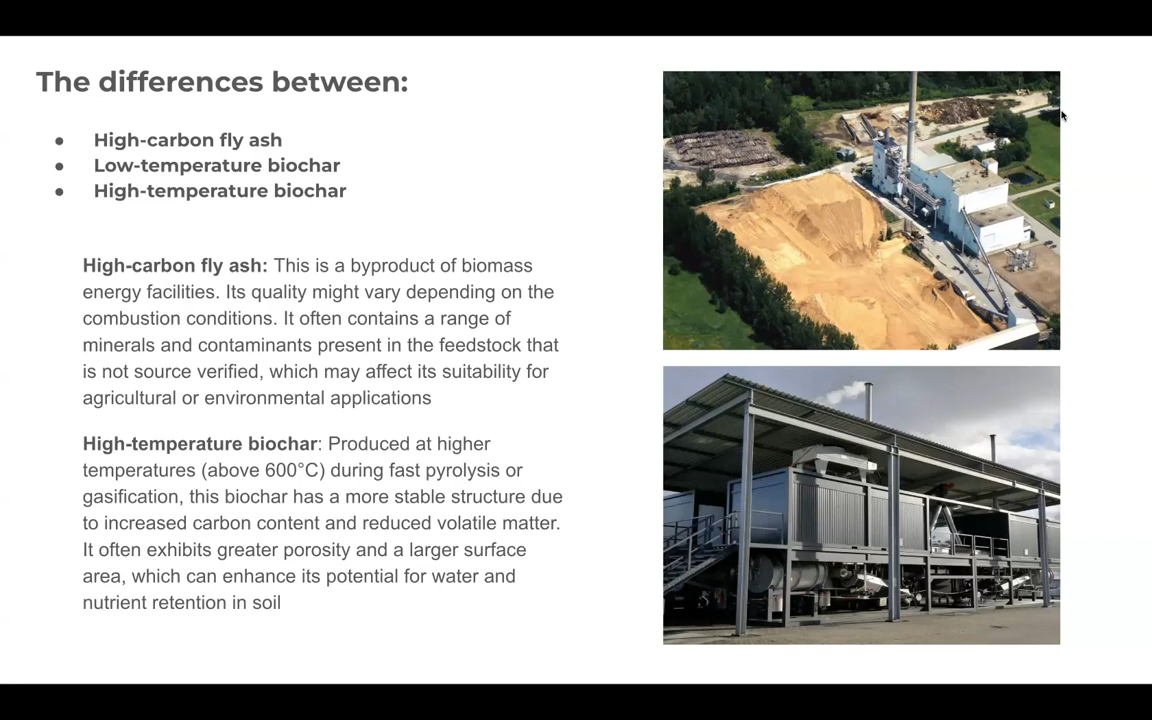 The differences between:
● High-carbon fly ash
● Low-temperature biochar
● High-temperature biochar
High-carbon fly ash: This is a byproduct of biomass
energy facilities. Its quality might vary depending on the
combustion conditions. It often contains a range of
minerals and contaminants present in the feedstock that
is not source verified, which may affect its suitability for
agricultural or environmental applications
High-temperature biochar: Produced at higher
temperatures (above 600°C) during fast pyrolysis or
gasification, this biochar has a more stable structure due
to increased carbon content and reduced volatile matter.
It often exhibits greater porosity and a larger surface
area, which can enhance its potential for water and
nutrient retention in soil